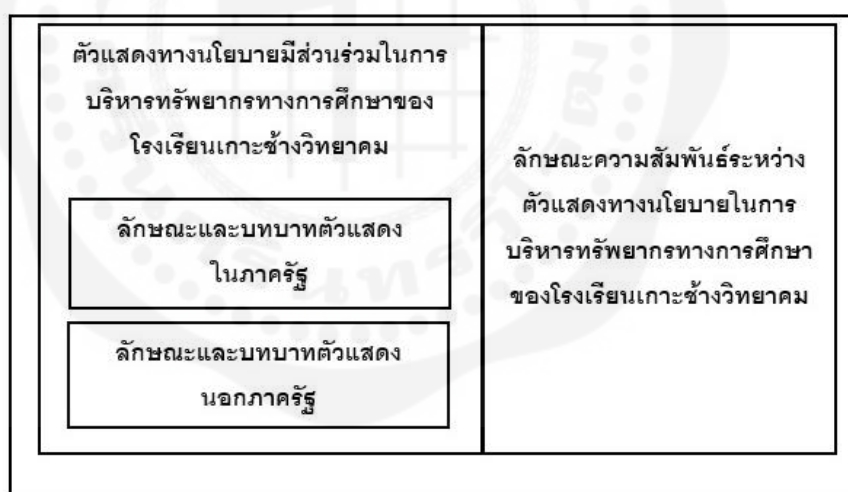 ตัวแสดงทางนโยบายมีส่วนร่วมในการ
บริหารทรัพยากรทางการศึกษาของ
โรงเรียนเกาะช้างวิทยาคม
ลักษณะและบทบาทตัวแสดง
ในภาครัฐ
ลักษณะและบทบาทตัวแสดง
นอกภาครัฐ
ลักษณะความสัมพันธ์ระหว่าง
ตัวแสดงทางนโยบายในการ
บริหารทรัพยากรทางการศึกษา
ของโรงเรียนเกาะช้างวิทยาคม